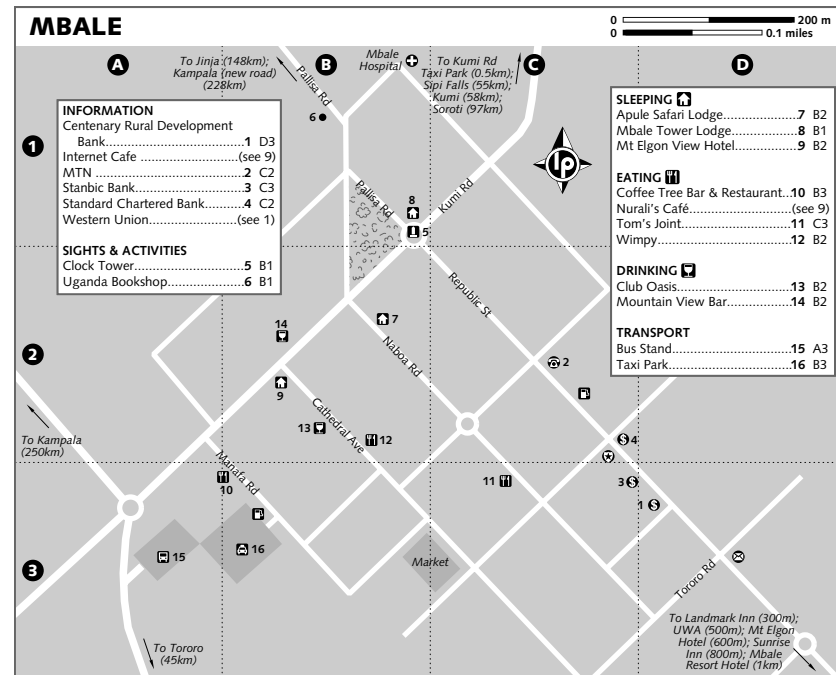 MBALE
0 200 m
0 0.1 miles
A
B
C
D
1
2
3
To Jinja (148km);
Kampala (new road)
(228km)
Pallisa Rd
Mbale
Hospital
To Kumi Rd
Taxi Park (0.5km);
Sipi Falls (55km);
Kumi (58km);
Soroti (97km)
INFORMATION
Centenary Rural Development
Bank....................................1 D3
Internet Cafe ....................(see 9)
MTN ....................................2 C2
Stanbic Bank..........................3 C3
Standard Chartered Bank........4 C2
Western Union....................(see 1)
SIGHTS & ACTIVITIES
Clock Tower..........................5 B1
Uganda Bookshop..................6 B1
SLEEPING
Apule Safari Lodge..................7 B2
Mbale Tower Lodge................8 B1
Mt Elgon View Hotel..............9 B2
EATING
Coffee Tree Bar & Restaurant..10 B3
Nurali's Café......................(see 9)
Tom's Joint..........................11 C3
Wimpy................................12 B2
DRINKING
Club Oasis............................13 B2
Mountain View Bar................14 B2
TRANSPORT
Bus Stand............................15 A3
Taxi Park..............................16 B3
6
lp
Pallisa Rd
8
Kumi Rd
5
Republic St
7
14
Naboa Rd
2
9
Cathedral Ave
13
12
4
To Kampala
(250km)
Manafa Rd
10
11
3
1
15
16
Market
Tororo Rd
To Tororo
(45km)
To Landmark Inn (300m);
UWA (500m); Mt Elgon
Hotel (600m); Sunrise
Inn (800m); Mbale
Resort Hotel (1km)